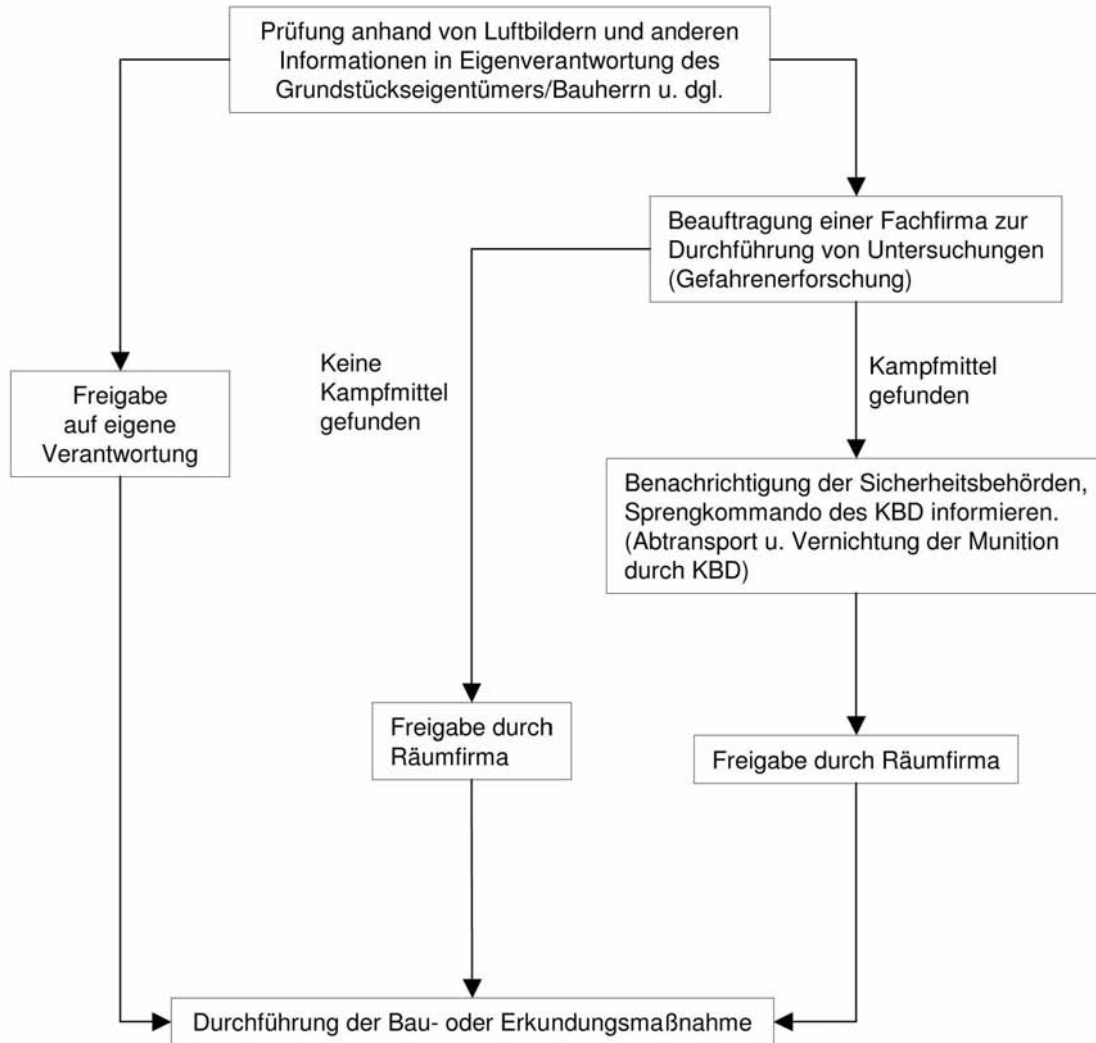 Prüfung anhand von Luftbildern und anderen
Informationen in Eigenverantwortung des
Grundstückseigentümers/Bauherrn u. dgl.
Beauftragung einer Fachfirma zur
Durchführung von Untersuchungen
(Gefahrenerforschung)
Keine
Kampfmittel
gefunden
Kampfmittel
gefunden
Freigabe
auf eigene
Verantwortung
Benachrichtigung der Sicherheitsbehörden,
Sprengkommando des KBD informieren.
(Abtransport u. Vernichtung der Munition
durch KBD)
Freigabe durch
Räumfirma
Freigabe durch Räumfirma
Durchführung der Bau- oder Erkundungsmaßnahme